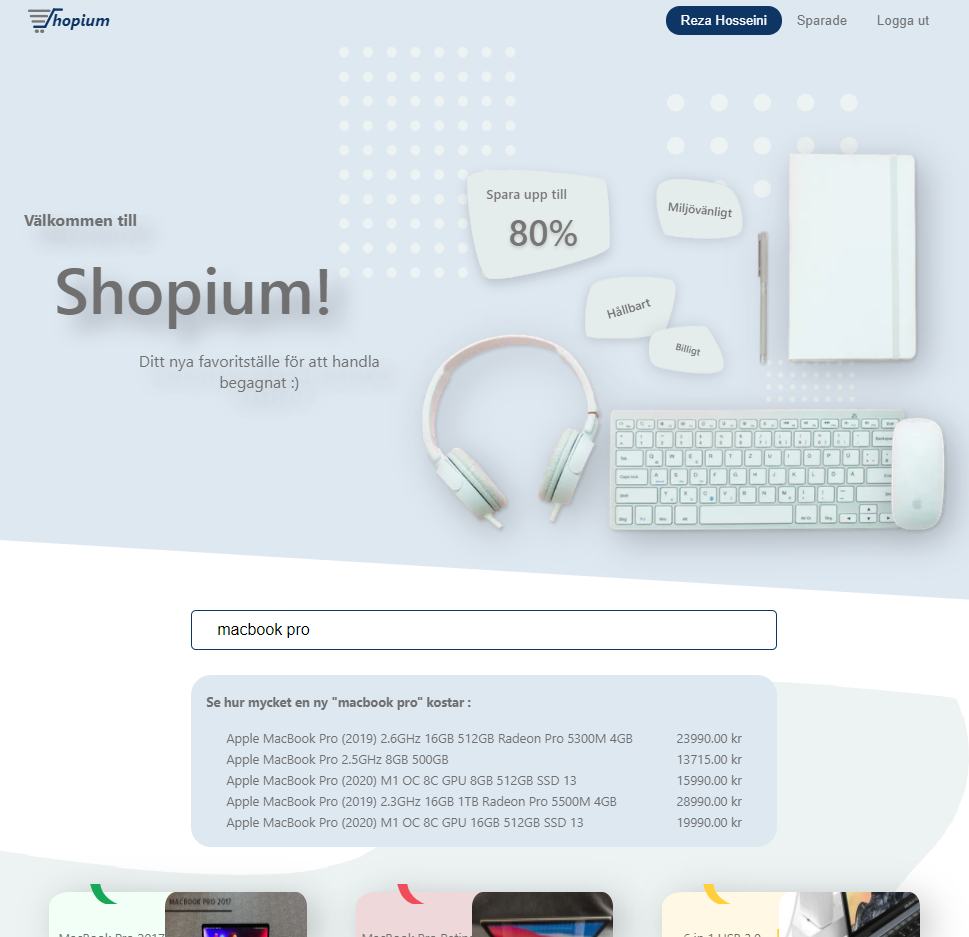 Shopium
Reza Hosseini
Sparade
Logga ut
Spara upp till
80%
Miljövänligt
Hållbart
Billigt
Välkommen till
Shopium!
Ditt nya favoritställe för att handla
begagnat :)
macbook pro
Se hur mycket en ny "macbook pro" kostar :
Apple MacBook Pro (2019) 2.6GHz 16GB 512GB Radeon Pro 5300M 4GB 23990.00 kr
Apple MacBook Pro 2.5GHz 8GB 500GB 13715.00 kr
Apple MacBook Pro (2020) M1 OC 8C GPU 8GB 512GB SSD 13 15990.00 kr
Apple MacBook Pro (2019) 2.3GHz 16GB 1TB Radeon Pro 5500M 4GB 28990.00 kr
Apple MacBook Pro (2020) M1 OC 8C GPU 16GB 512GB SSD 13 19990.00 kr
MACBOOK PRO 2017
MacBook Pro 2017
MacBook Pro Retina
6 in 1 USB 3.0